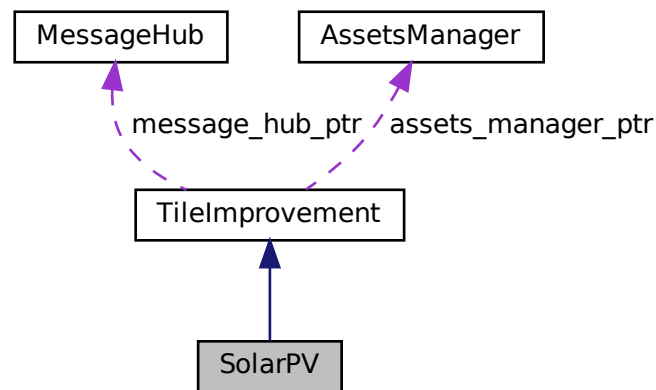 MessageHub
AssetsManager
message_hub_ptr
assets_manager_ptr
TileImprovement
SolarPV